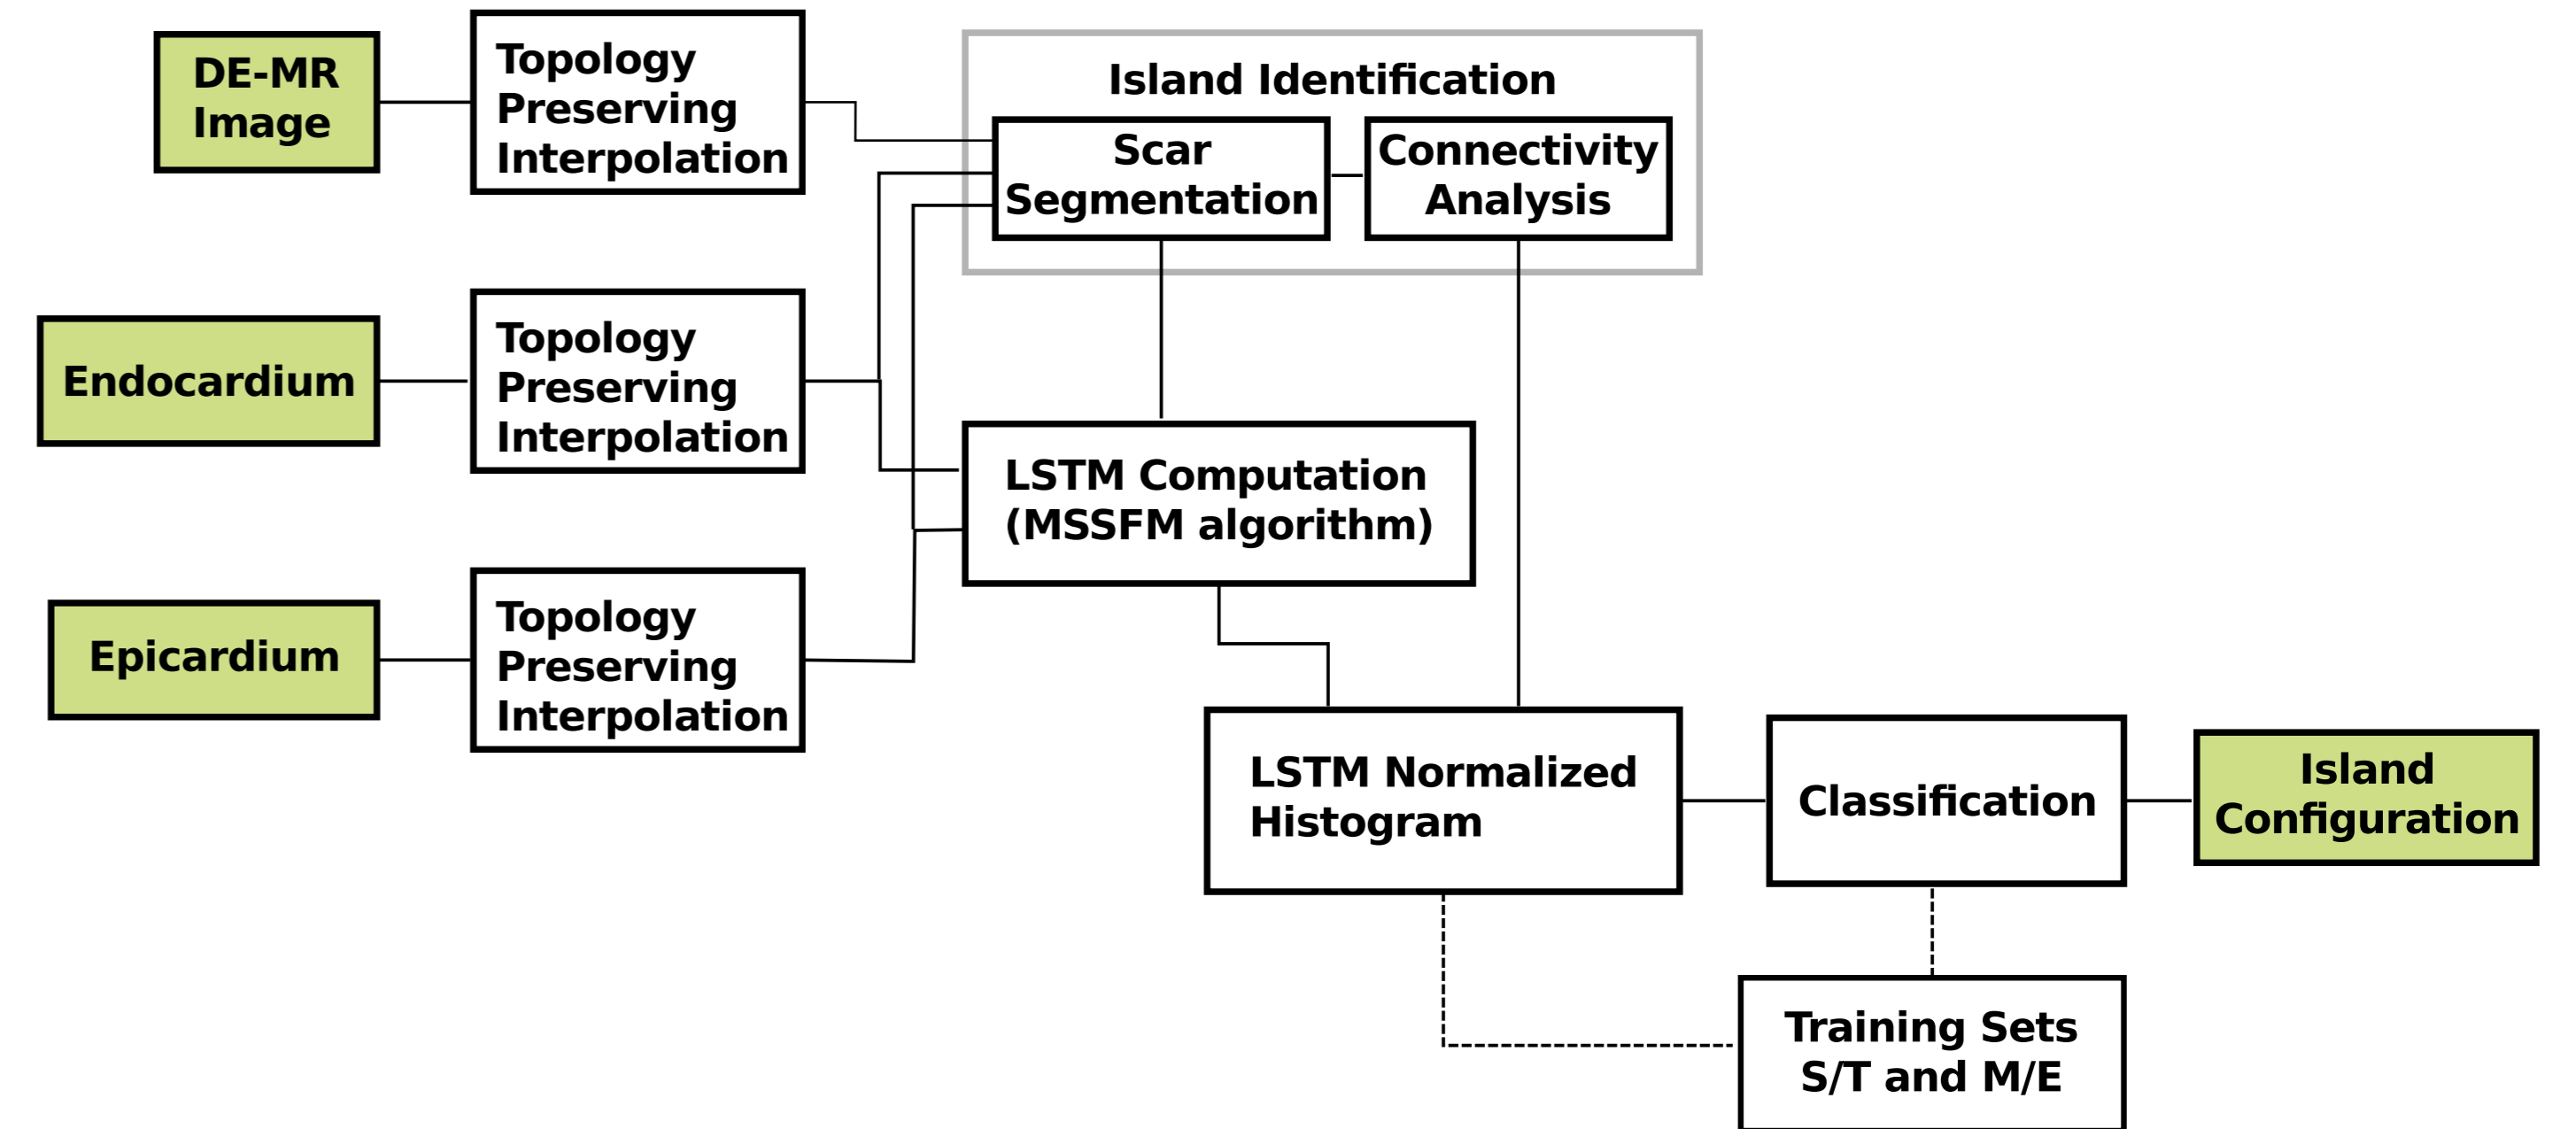 DE-MR
Image
Topology
Preserving
Interpolation
Island Identification
Scar
Segmentation
Connectivity
Analysis
Endocardium
Topology
Preserving
Interpolation
LSTM Computation
(MSSFM algorithm)
Epicardium
Topology
Preserving
Interpolation
LSTM Normalized
Histogram
Classification
Island
Configuration
Training Sets
S/T and M/E